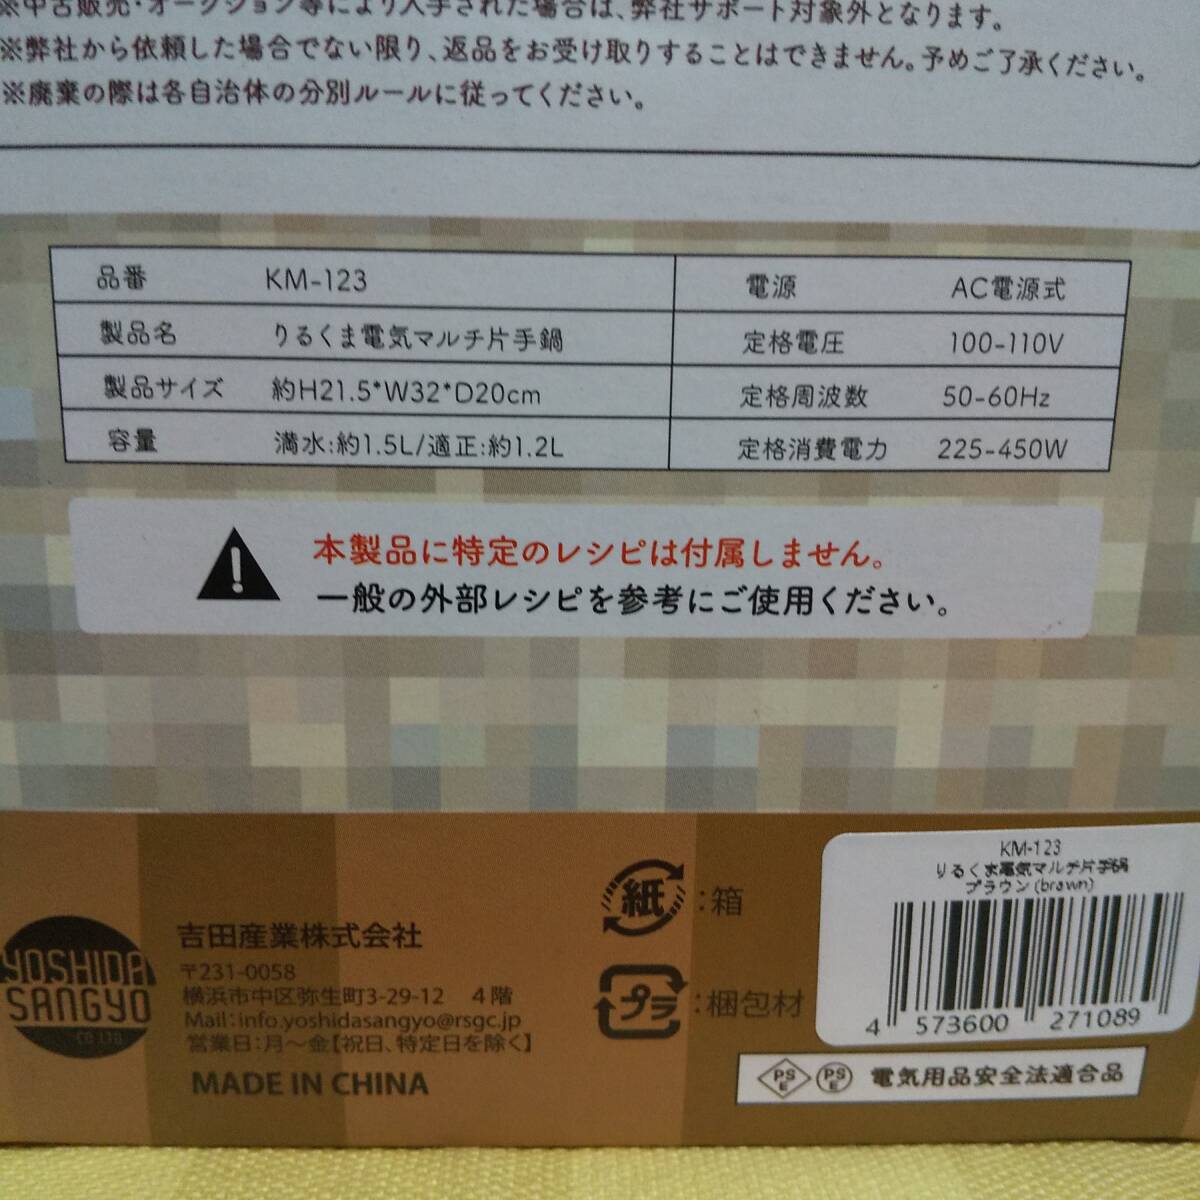 ※中古販売・オークション等により入手された場合は、弊社サポート対象外となります。
※弊社から依頼した場合でない限り、返品をお受け取りすることはできません。予めご了承ください。
※廃棄の際は各自治体の分別ルールに従ってください。
品番 KM-123 電源 AC電源式
製品名 りるくま電気マルチ片手鍋 定格電圧 100-110V
製品サイズ 約H21.5*W32*D20cm 定格周波数 50-60Hz
容量 満水:約1.5L/適正:約1.2L 定格消費電力 225-450W
本製品に特定のレシピは付属しません。
一般の外部レシピを参考にご使用ください。
YOSHIDA
SANGYO
CO.LTD.
吉田産業株式会社
〒231-0058
横浜市中区弥生町3-29-12 4階
Mail:info.yoshidasangyo@rsgc.jp
営業日:月〜金【祝日、特定日を除く】
MADE IN CHINA
紙:箱
プラ:梱包材
KM-123
りるくま電気マルチ片手鍋
ブラウン(brawn)
4 573600 271089
PSE PSE 電気用品安全法適合品